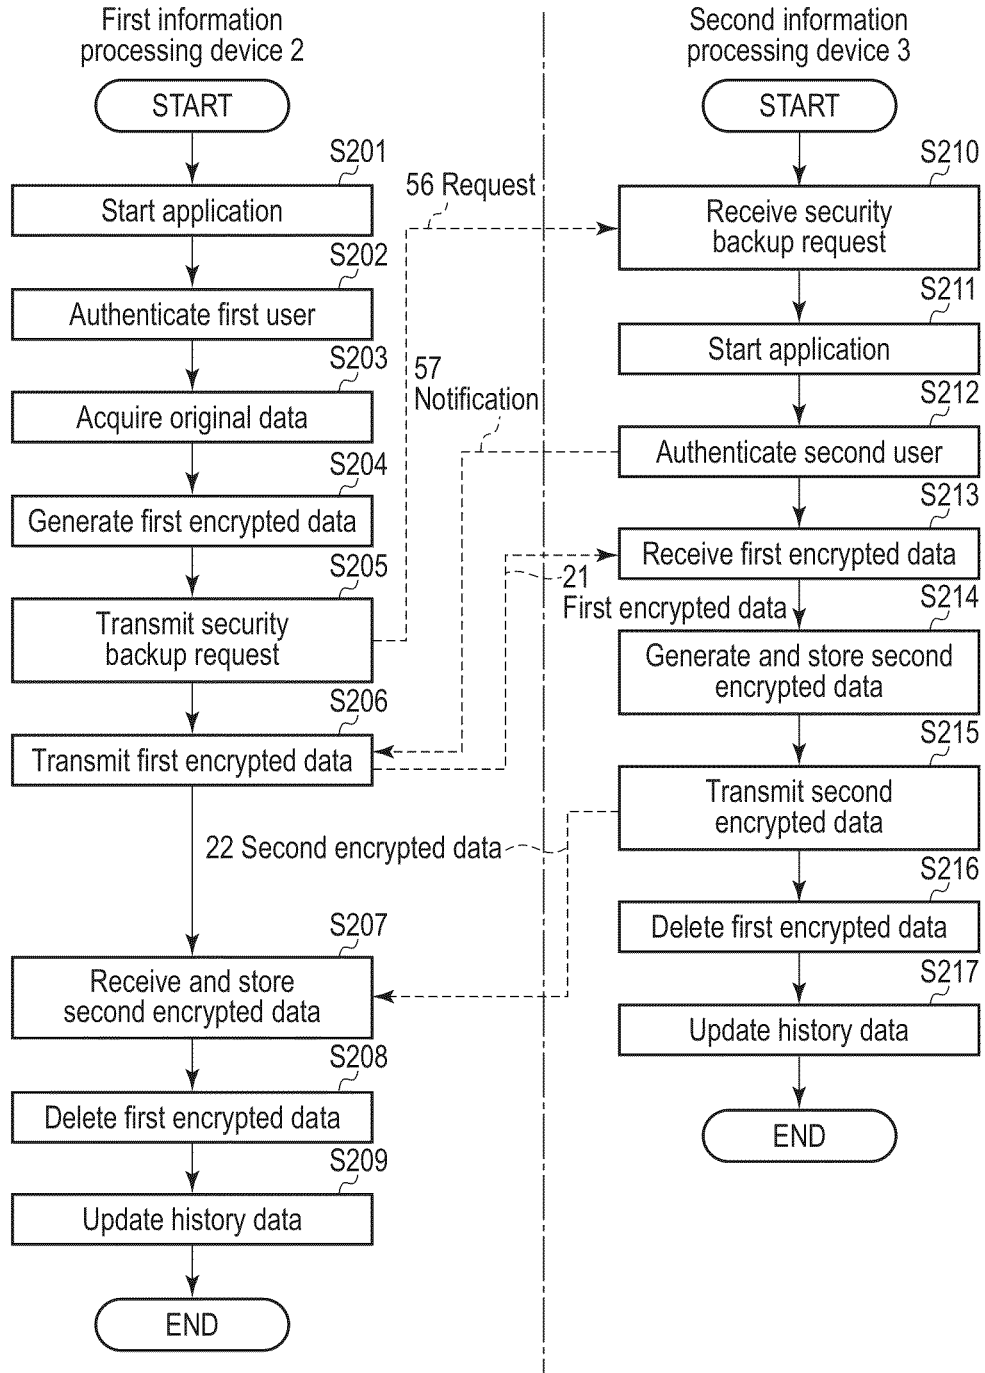 First information
processing device 2
START
S201
Start application
S202
Authenticate first user
S203
Acquire original data
S204
Generate first encrypted data
S205
Transmit security
backup request
S206
Transmit first encrypted data
S207
Receive and store
second encrypted data
S208
Delete first encrypted data
S209
Update history data
END
56 Request
57
Notification
21
First encrypted data
22 Second encrypted data
Second information
processing device 3
START
S210
Receive security
backup request
S211
Start application
S212
Authenticate second user
S213
Receive first encrypted data
S214
Generate and store second
encrypted data
S215
Transmit second
encrypted data
S216
Delete first encrypted data
S217
Update history data
END